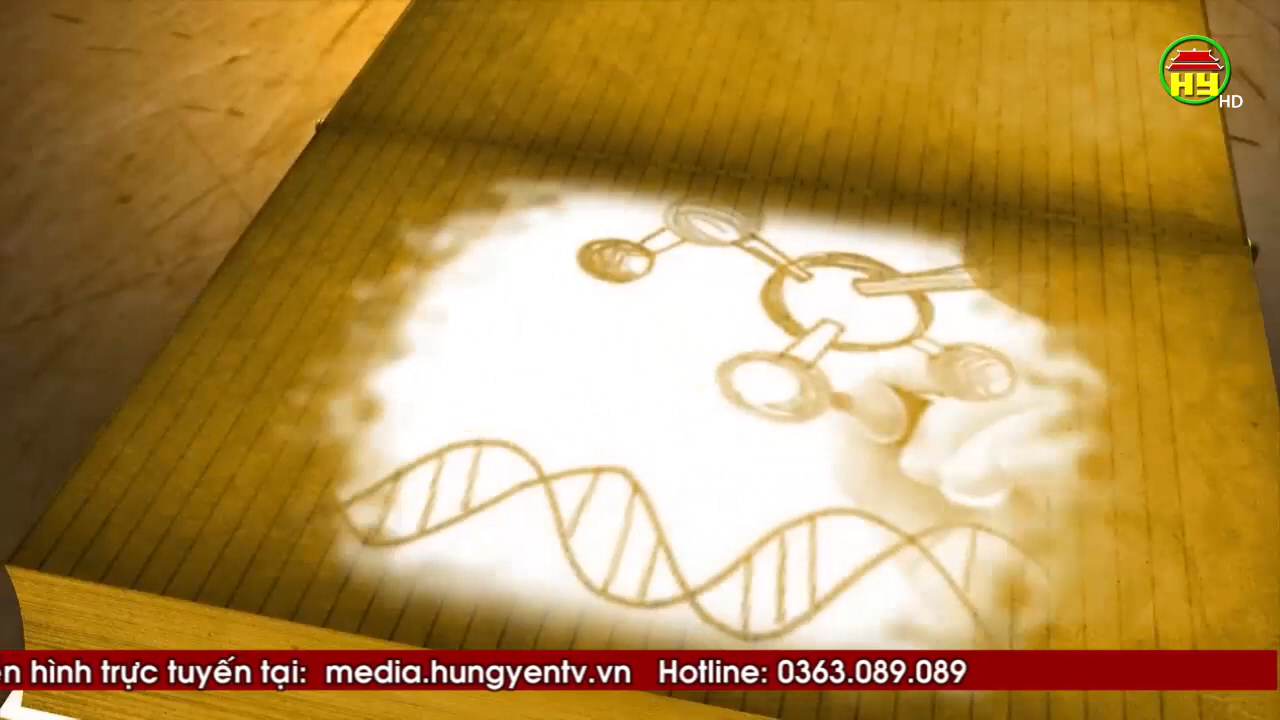 HY
HD
hình trực tuyến tại: media.hungyentv.vn Hotline: 0363.089.089